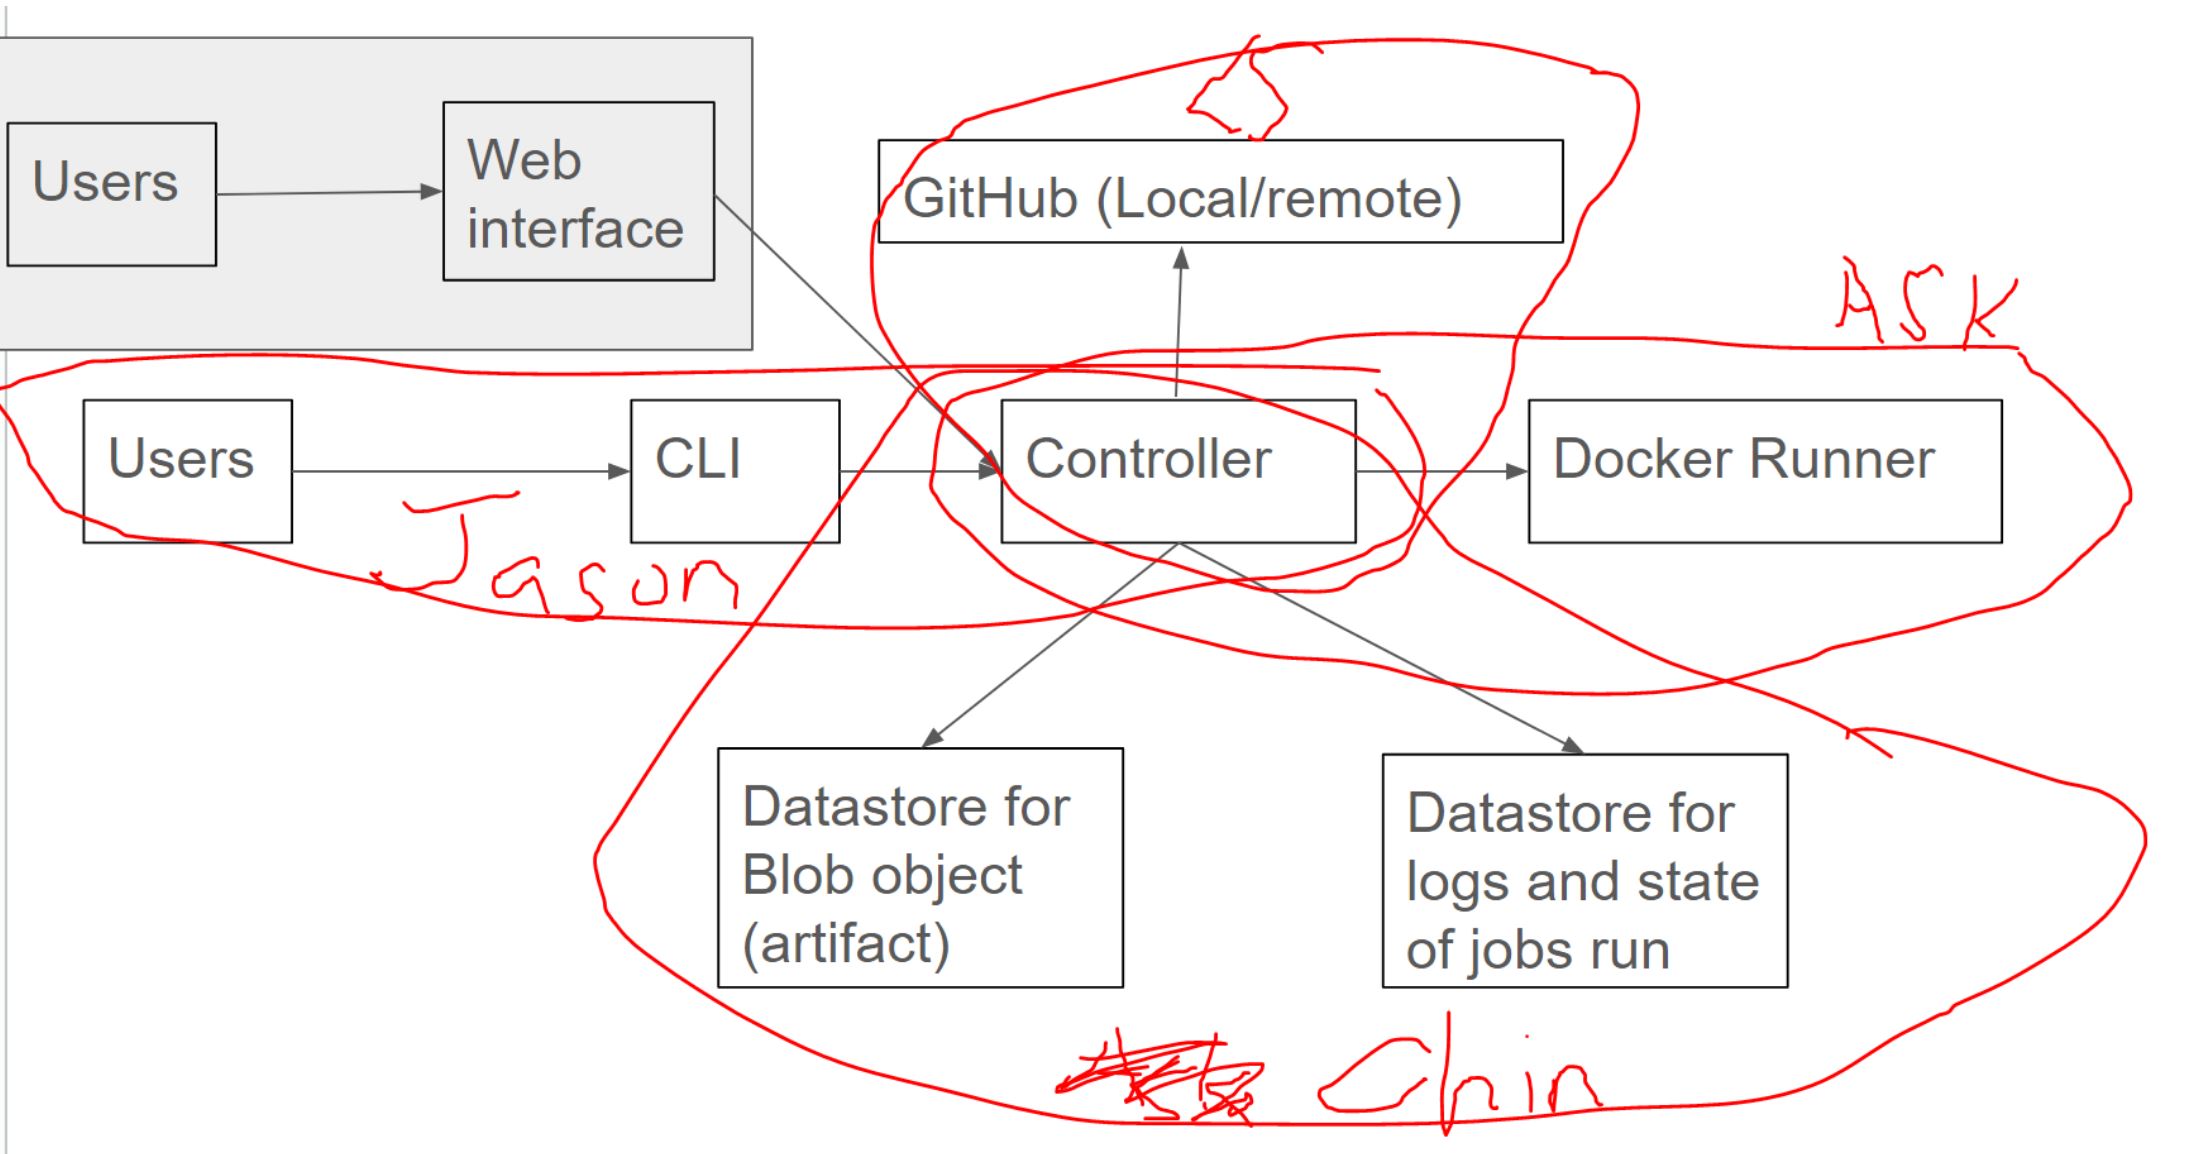 Users
Web
interface
GitHub (Local/remote)
ASK
Users
CLI
Controller
Docker Runner
Jason
Datastore for
Blob object
(artifact)
Datastore for
logs and state
of jobs run
Chin